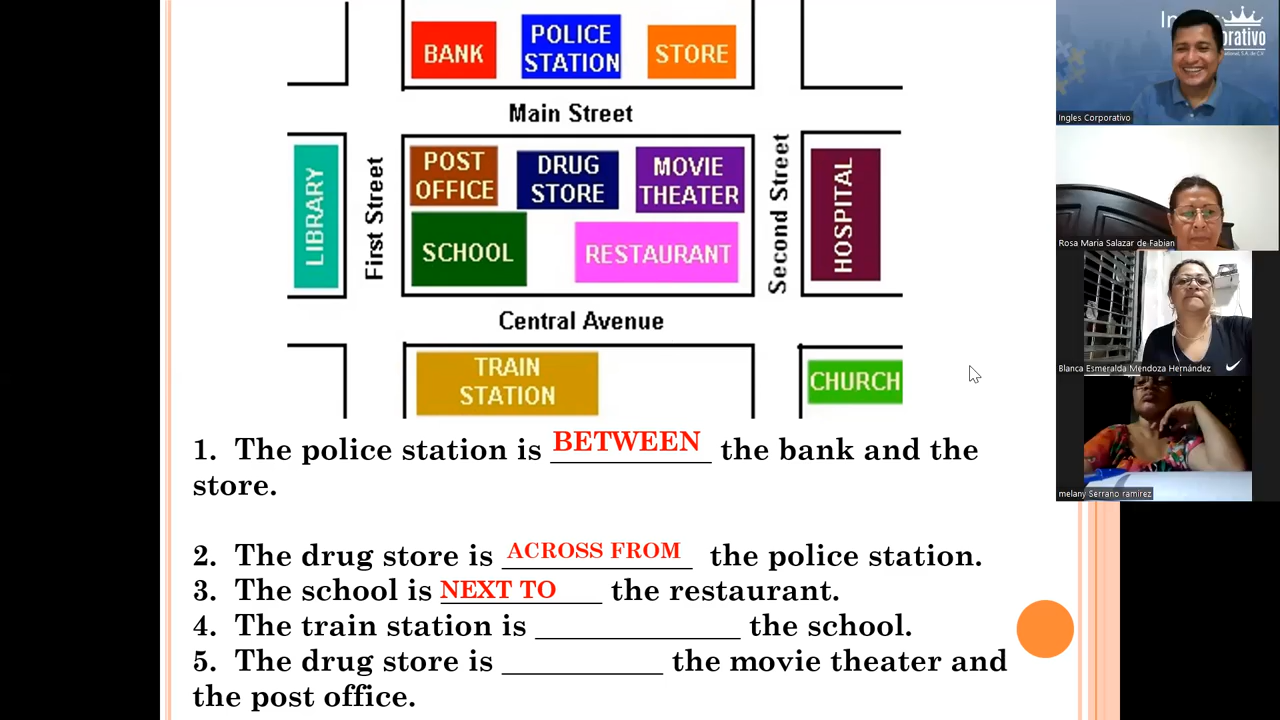 BANK
POLICE
STATION
STORE
Main Street
LIBRARY
First Street
POST
OFFICE
DRUG
STORE
MOVIE
THEATER
SCHOOL
RESTAURANT
Second Street
HOSPITAL
Central Avenue
TRAIN
STATION
CHURCH
1. The police station is BETWEEN the bank and the
store.
2. The drug store is ACROSS FROM the police station.
3. The school is NEXT TO the restaurant.
4. The train station is ______________ the school.
5. The drug store is ___________ the movie theater and
the post office.
Ingles Corporativo
Rosa Maria Salazar de Fabian
Blanca Esmeralda Mendoza Hernández
melany Serrano ramirez